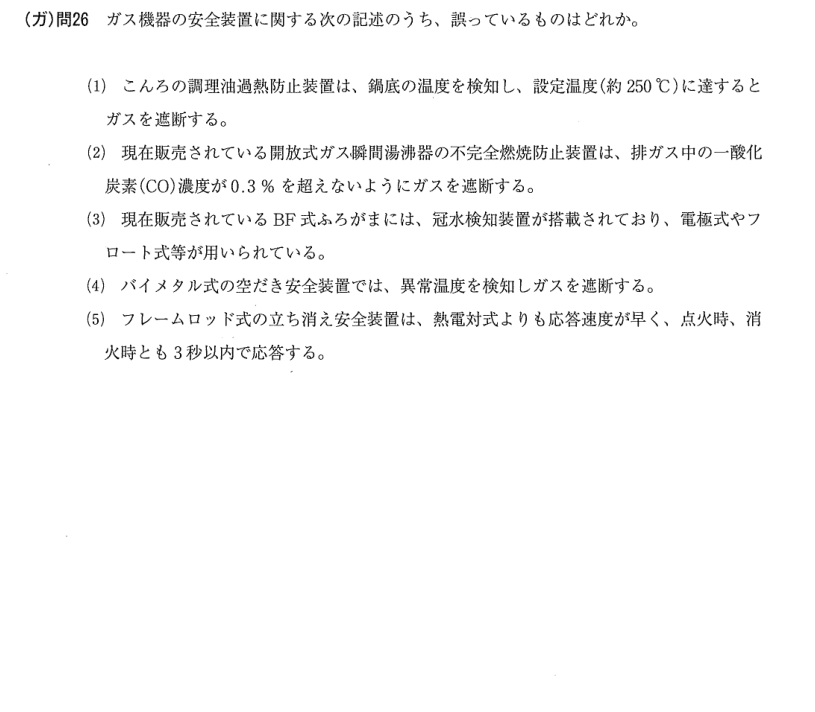 (ガ)問26　ガス機器の安全装置に関する次の記述のうち、誤っているものはどれか。
(1)　こんろの調理油過熱防止装置は、鍋底の温度を検知し、設定温度(約 250 ℃)に達すると
ガスを遮断する。
(2)　現在販売されている開放式ガス瞬間湯沸器の不完全燃焼防止装置は、排ガス中の一酸化
炭素(CO)濃度が 0.3 % を超えないようにガスを遮断する。
(3)　現在販売されている BF 式ふろがまには、冠水検知装置が搭載されており、電極式やフ
ロート式等が用いられている。
(4)　バイメタル式の空だき安全装置では、異常温度を検知しガスを遮断する。
(5)　フレームロッド式の立ち消え安全装置は、熱電対式よりも応答速度が早く、点火時、消
火時とも 3 秒以内で応答する。